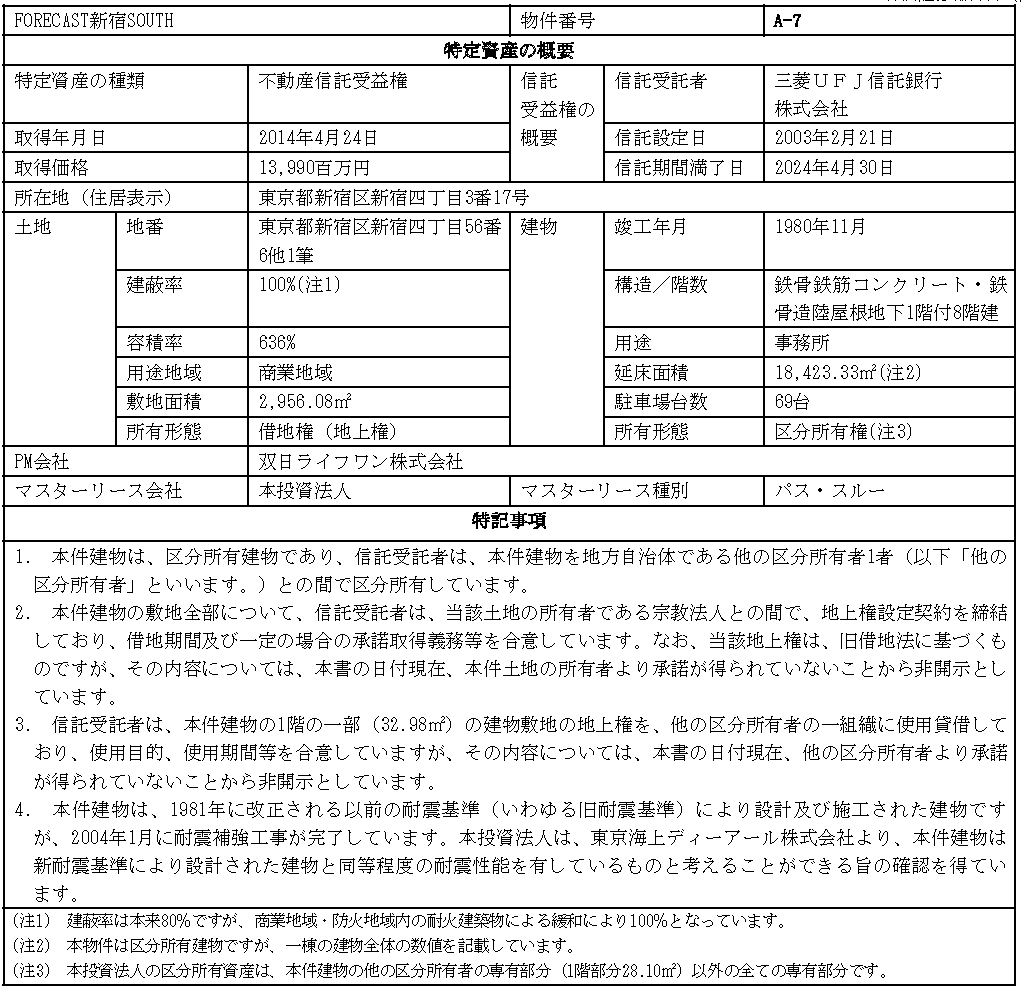 FORECAST新宿SOUTH 物件番号 A-7
特定資産の概要
特定資産の種類 不動産信託受益権 信託 信託受託者 三菱ＵＦＪ信託銀行
受益権の 株式会社
取得年月日 2014年4月24日 概要 信託設定日 2003年2月21日
取得価格 13,990百万円 信託期間満了日 2024年4月30日
所在地（住居表示） 東京都新宿区新宿四丁目3番17号
土地 地番 東京都新宿区新宿四丁目56番 建物 竣工年月 1980年11月
6他1筆
建蔽率 100%(注1) 構造／階数 鉄骨鉄筋コンクリート・鉄
骨造陸屋根地下1階付8階建
容積率 636% 用途 事務所
用途地域 商業地域 延床面積 18,423.33㎡(注2)
敷地面積 2,956.08㎡ 駐車場台数 69台
所有形態 借地権（地上権） 所有形態 区分所有権(注3)
PM会社 双日ライフワン株式会社
マスターリース会社 本投資法人 マスターリース種別 パス・スルー
特記事項
1. 本件建物は、区分所有建物であり、信託受託者は、本件建物を地方自治体である他の区分所有者1者（以下「他の
区分所有者」といいます。）との間で区分所有しています。
2. 本件建物の敷地全部について、信託受託者は、当該土地の所有者である宗教法人との間で、地上権設定契約を締結
しており、借地期間及び一定の場合の承諾取得義務等を合意しています。なお、当該地上権は、旧借地法に基づくも
のですが、その内容については、本書の日付現在、本件土地の所有者より承諾が得られていないことから非開示とし
ています。
3. 信託受託者は、本件建物の1階の一部（32.98㎡）の建物敷地の地上権を、他の区分所有者の一組織に使用貸借して
おり、使用目的、使用期間等を合意していますが、その内容については、本書の日付現在、他の区分所有者より承諾
が得られていないことから非開示としています。
4. 本件建物は、1981年に改正される以前の耐震基準（いわゆる旧耐震基準）により設計及び施工された建物です
が、2004年1月に耐震補強工事が完了しています。本投資法人は、東京海上ディーアール株式会社より、本件建物は
新耐震基準により設計された建物と同等程度の耐震性能を有しているものと考えることができる旨の確認を得てい
ます。
(注1) 建蔽率は本来80％ですが、商業地域・防火地域内の耐火建築物による緩和により100％となっています。
(注2) 本物件は区分所有建物ですが、一棟の建物全体の数値を記載しています。
(注3) 本投資法人の区分所有資産は、本件建物の他の区分所有者の専有部分（1階部分28.10㎡）以外の全ての専有部分です。